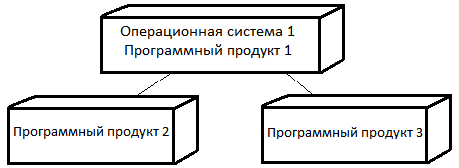 Операционная система 1
Программный продукт 1
Программный продукт 2
Программный продукт 3